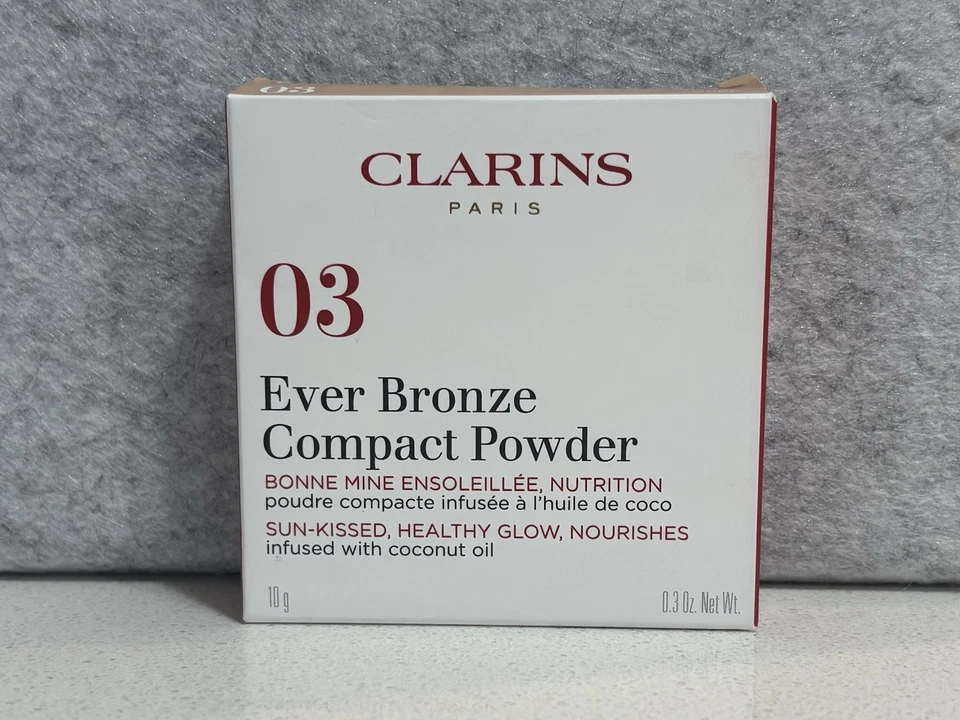 03
CLARINS
PARIS
03
Ever Bronze
Compact Powder
BONNE MINE ENSOLEILLÉE, NUTRITION
poudre compacte infusée à l'huile de coco
SUN-KISSED, HEALTHY GLOW, NOURISHES
infused with coconut oil
10 g
0.3 Oz. Net Wt.